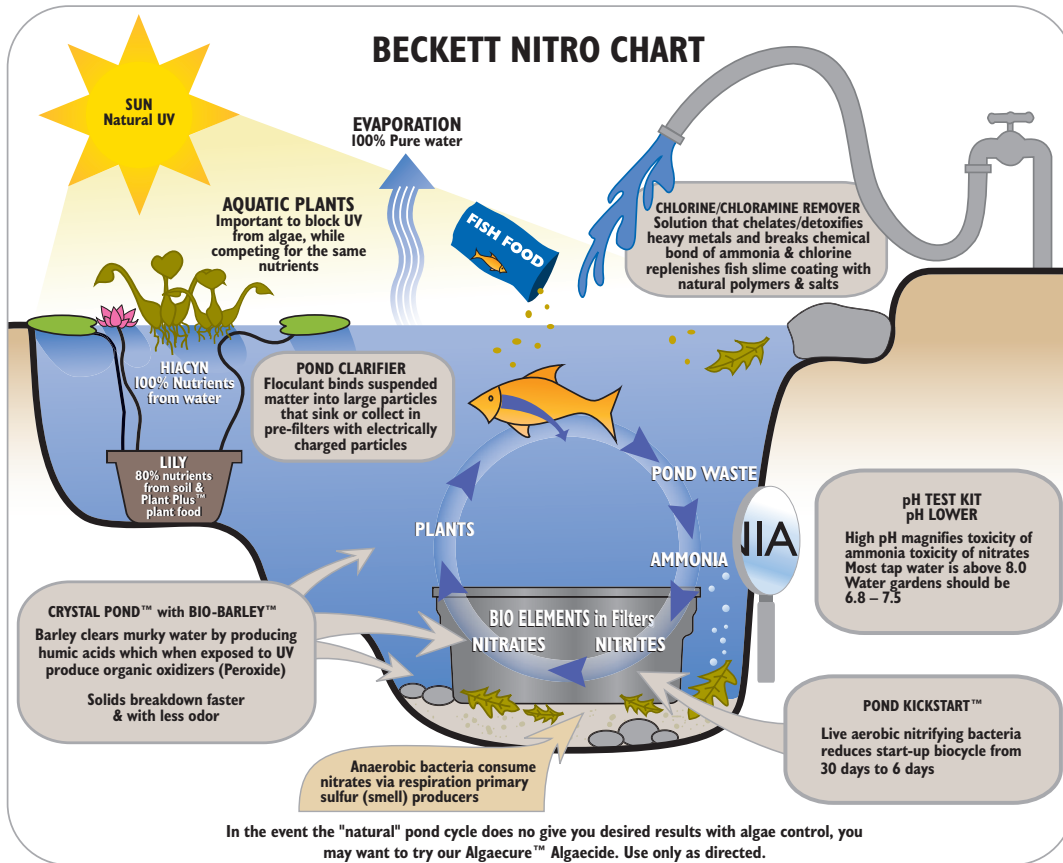 BECKETT NITRO CHART
SUN
Natural UV
EVAPORATION
100% Pure water
AQUATIC PLANTS
Important to block UV
from algae, while
competing for the same
nutrients
FISH FOOD
CHLORINE/CHLORAMINE REMOVER
Solution that chelates/detoxifies
heavy metals and breaks chemical
bond of ammonia & chlorine
replenishes fish slime coating with
natural polymers & salts
HIACYN
100% Nutrients
from water
POND CLARIFIER
Floculant binds suspended
matter into large particles
that sink or collect in
pre-filters with electrically
charged particles
LILY
80% nutrients
from soil &
Plant Plus™
plant food
POND WASTE
PLANTS
AMMONIA
NIA
pH TEST KIT
pH LOWER
High pH magnifies toxicity of
ammonia toxicity of nitrates
Most tap water is above 8.0
Water gardens should be
6.8 – 7.5
BIO ELEMENTS in Filters
NITRATES
NITRITES
CRYSTAL POND™ with BIO-BARLEY™
Barley clears murky water by producing
humic acids which when exposed to UV
produce organic oxidizers (Peroxide)
Solids breakdown faster
& with less odor
POND KICKSTART™
Live aerobic nitrifying bacteria
reduces start-up biocycle from
30 days to 6 days
Anaerobic bacteria consume
nitrates via respiration primary
sulfur (smell) producers
In the event the "natural" pond cycle does no give you desired results with algae control, you
may want to try our Algaecure™ Algaecide. Use only as directed.